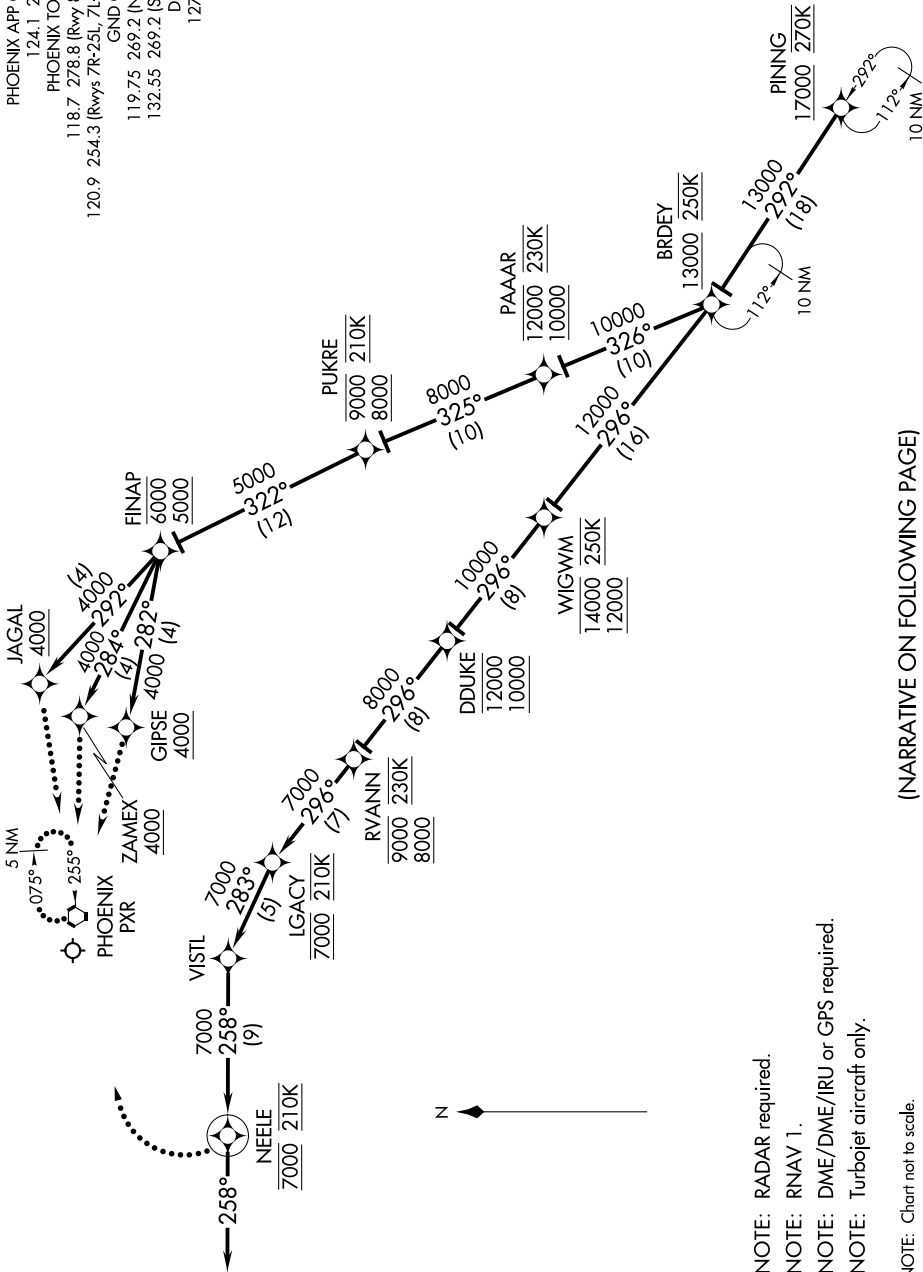 PHOENIX APP
124.1
PHOENIX TO
118.7 278.8 (Rwy
120.9 254.3 (Rwys 7R-25L, 7L
GND
119.75 269.2 (N
132.55 269.2 (S
D
127
PINNG
17000 270K
292°
112°
10 NM
13000
292°
(18)
BRDEY
13000 250K
112°
10 NM
10000
326°
(10)
PAAAR
12000 230K
10000
8000
325°
(10)
PUKRE
9000 210K
8000
5000
322°
(12)
FINAP
6000
5000
(4)
4000
292°
JAGAL
4000
4000
284°
(4)
ZAMEX
4000
4000 282°
(4)
GIPSE
4000
5 NM
075°
255°
PHOENIX
PXR
12000
296°
(16)
WIGWM
14000 250K
12000
10000
296°
(8)
DDUKE
12000
10000
8000
296°
(8)
RVANN
9000 230K
8000
7000
296°
(7)
LGACY
7000 210K
7000
283°
(5)
VISTL
7000
258°
(9)
NEELE
7000 210K
258°
N
NOTE: RADAR required.
NOTE: RNAV 1.
NOTE: DME/DME/IRU or GPS required.
NOTE: Turbojet aircraft only.
NOTE: Chart not to scale.
(NARRATIVE ON FOLLOWING PAGE)